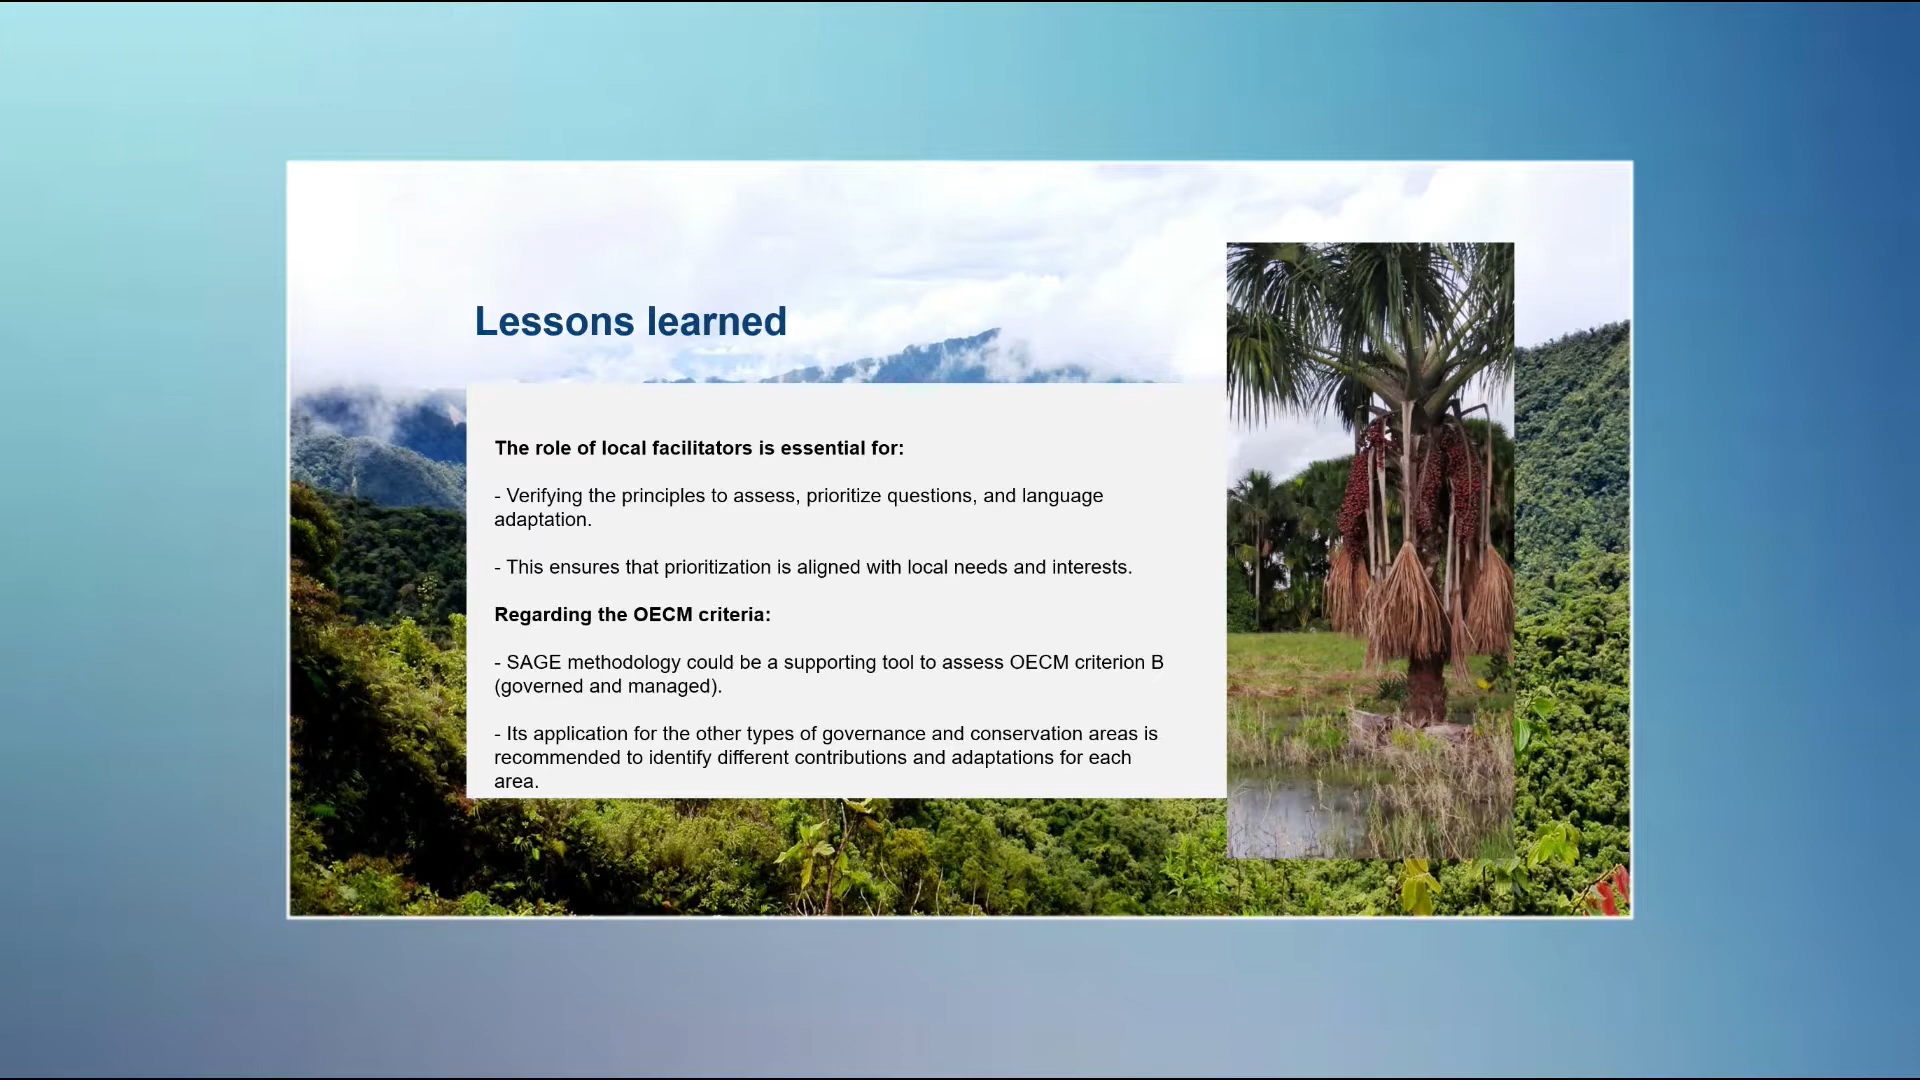 Lessons learned
The role of local facilitators is essential for:
- Verifying the principles to assess, prioritize questions, and language
adaptation.
- This ensures that prioritization is aligned with local needs and interests.
Regarding the OECM criteria:
- SAGE methodology could be a supporting tool to assess OECM criterion B
(governed and managed).
- Its application for the other types of governance and conservation areas is
recommended to identify different contributions and adaptations for each
area.